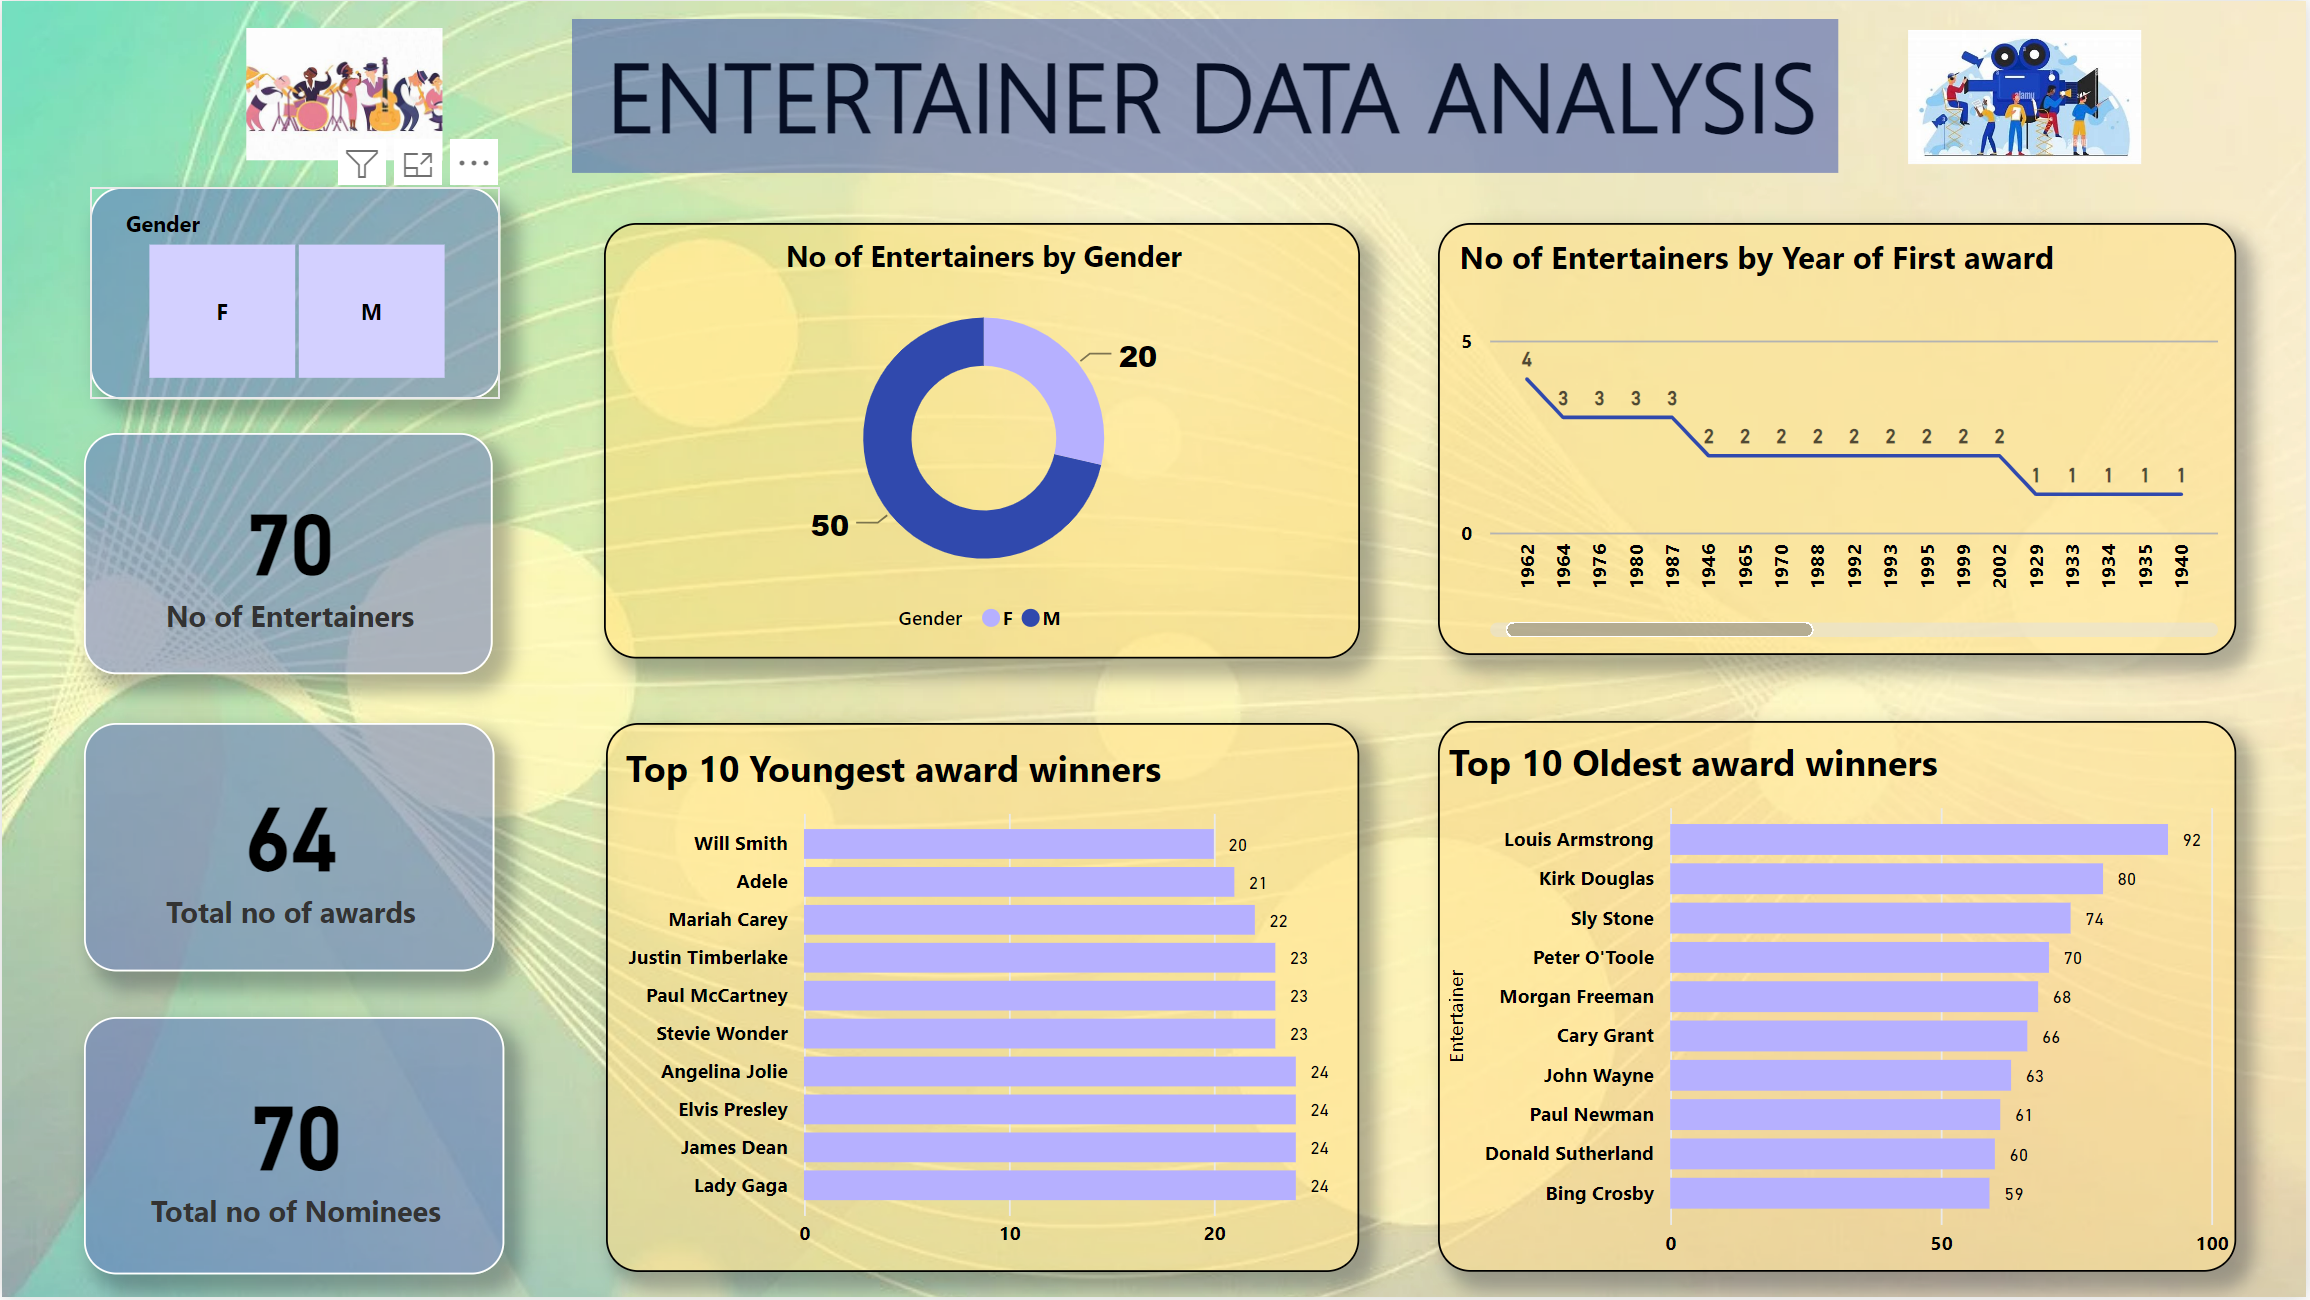 ENTERTAINER DATA ANALYSIS
alamy
Gender
F M
70
No of Entertainers
64
Total no of awards
70
Total no of Nominees
No of Entertainers by Gender
20
50
Gender F M
No of Entertainers by Year of First award
5
4
3 3 3 3
2 2 2 2 2 2 2 2 2
1 1 1 1 1
0
1962 1964 1976 1980 1987 1946 1965 1970 1988 1992 1993 1995 1999 2002 1929 1933 1934 1935 1940
Top 10 Youngest award winners
Will Smith 20
Adele 21
Mariah Carey 22
Justin Timberlake 23
Paul McCartney 23
Stevie Wonder 23
Angelina Jolie 24
Elvis Presley 24
James Dean 24
Lady Gaga 24
0 10 20
Top 10 Oldest award winners
Entertainer
Louis Armstrong 92
Kirk Douglas 80
Sly Stone 74
Peter O'Toole 70
Morgan Freeman 68
Cary Grant 66
John Wayne 63
Paul Newman 61
Donald Sutherland 60
Bing Crosby 59
0 50 100